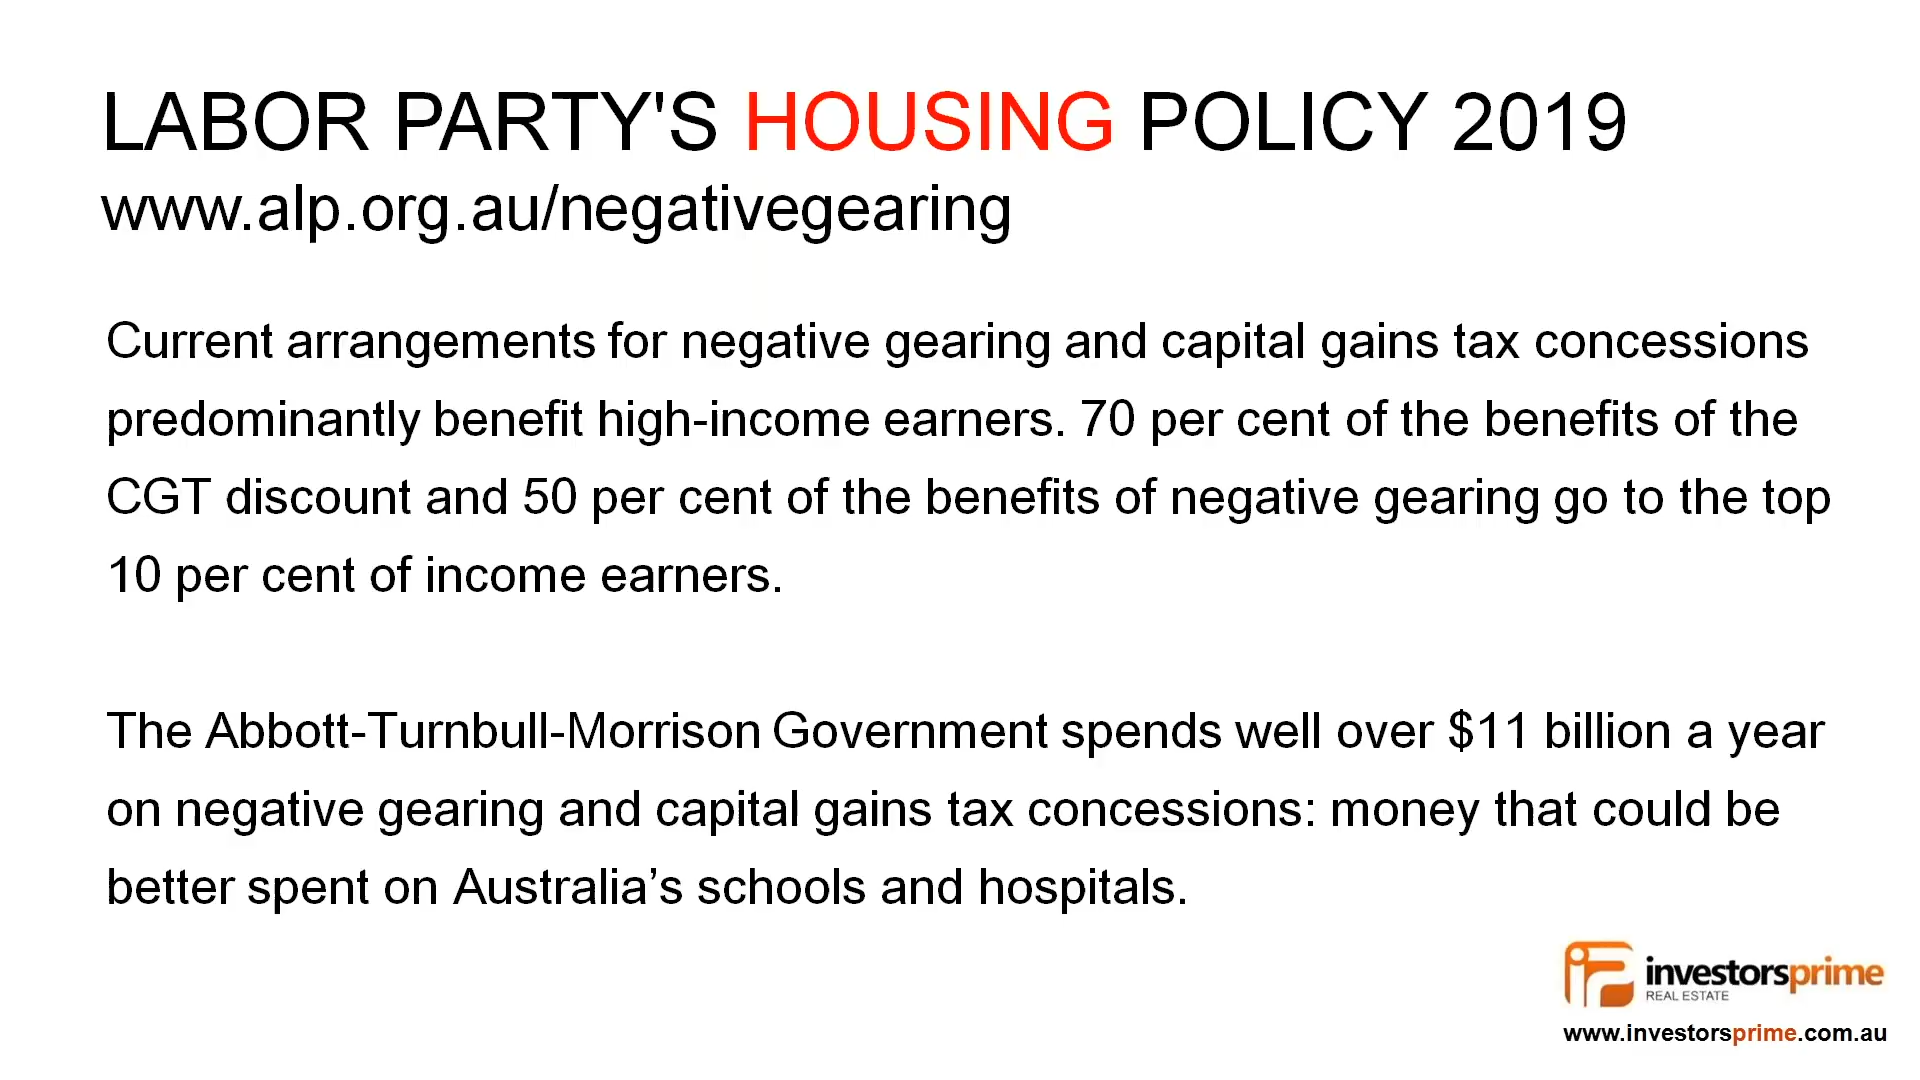 LABOR PARTY'S HOUSING POLICY 2019
www.alp.org.au/negativegearing
Current arrangements for negative gearing and capital gains tax concessions
predominantly benefit high-income earners. 70 per cent of the benefits of the
CGT discount and 50 per cent of the benefits of negative gearing go to the top
10 per cent of income earners.
The Abbott-Turnbull-Morrison Government spends well over $11 billion a year
on negative gearing and capital gains tax concessions: money that could be
better spent on Australia’s schools and hospitals.
investorsprime
REAL ESTATE
www.investorsprime.com.au